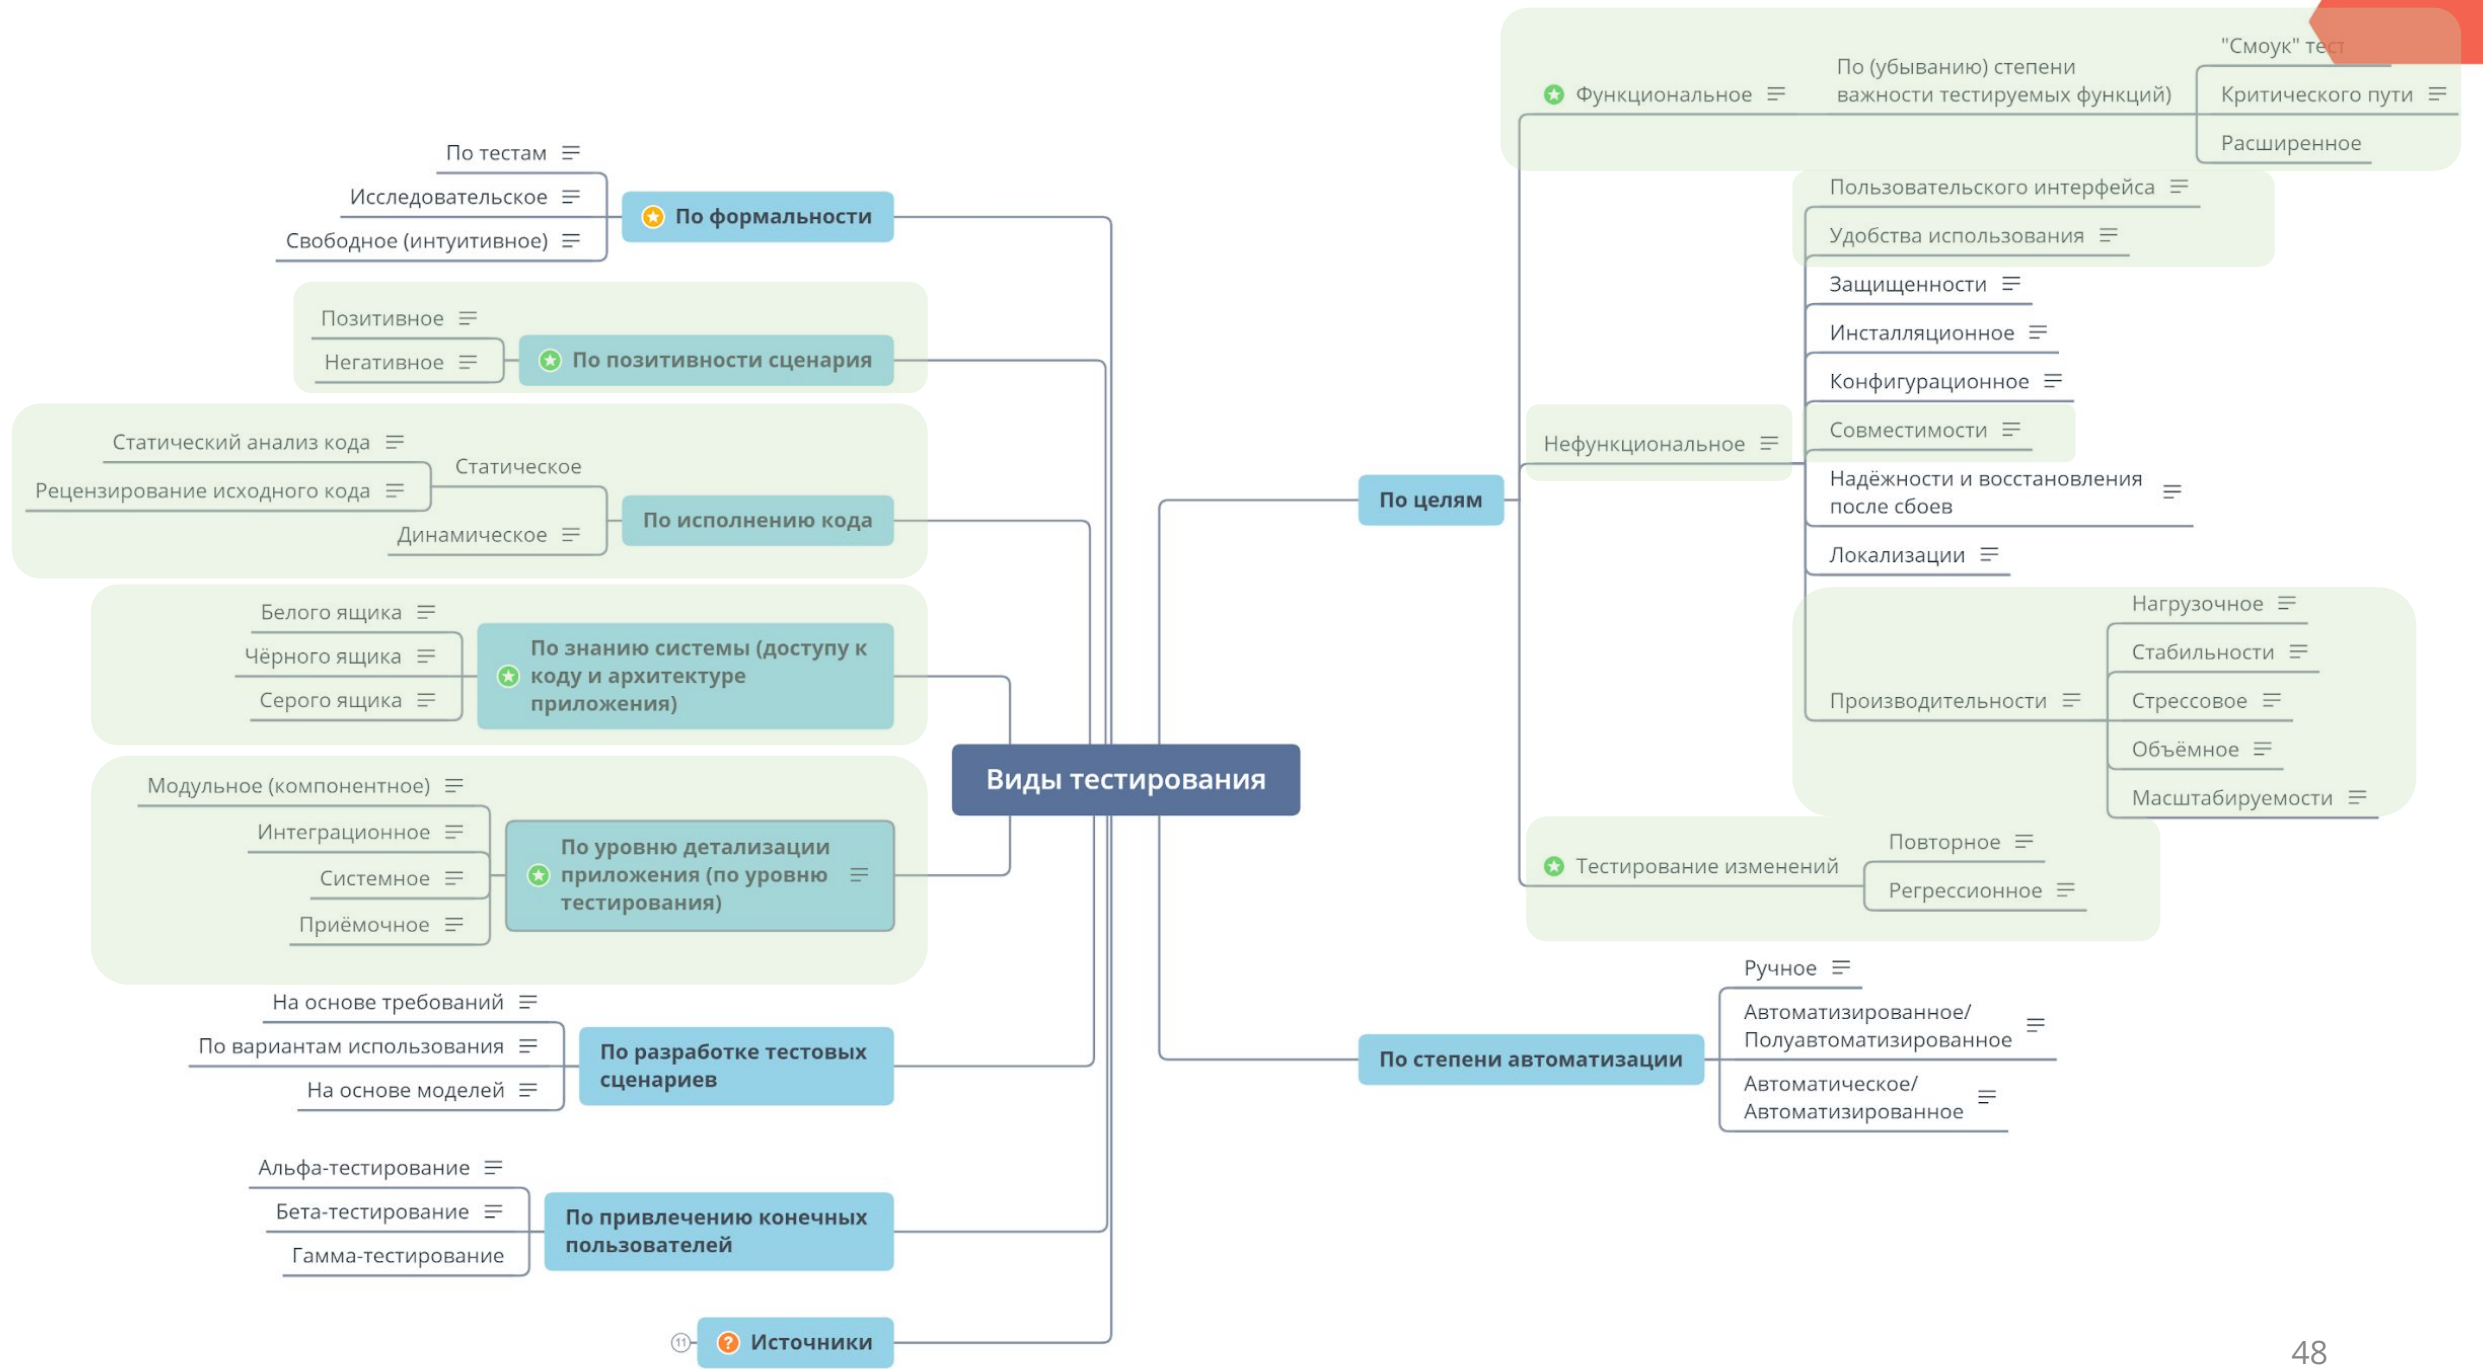 По тестам
Исследовательское
Свободное (интуитивное)
По формальности
Позитивное
Негативное
По позитивности сценария
Статический анализ кода
Рецензирование исходного кода
Статическое
Динамическое
По исполнению кода
Белого ящика
Чёрного ящика
Серого ящика
По знанию системы (доступу к
коду и архитектуре
приложения)
Модульное (компонентное)
Интеграционное
Системное
Приёмочное
По уровню детализации
приложения (по уровню
тестирования)
На основе требований
По вариантам использования
На основе моделей
По разработке тестовых
сценариев
Альфа-тестирование
Бета-тестирование
Гамма-тестирование
По привлечению конечных
пользователей
11
?
Источники
Виды тестирования
По целям
Функциональное
По (убыванию) степени
важности тестируемых функций)
"Смоук" тест
Критического пути
Расширенное
Нефункциональное
Пользовательского интерфейса
Удобства использования
Защищенности
Инсталляционное
Конфигурационное
Совместимости
Надёжности и восстановления
после сбоев
Локализации
Производительности
Нагрузочное
Стабильности
Стрессовое
Объёмное
Масштабируемости
Тестирование изменений
Повторное
Регрессионное
По степени автоматизации
Ручное
Автоматизированное/
Полуавтоматизированное
Автоматическое/
Автоматизированное
48